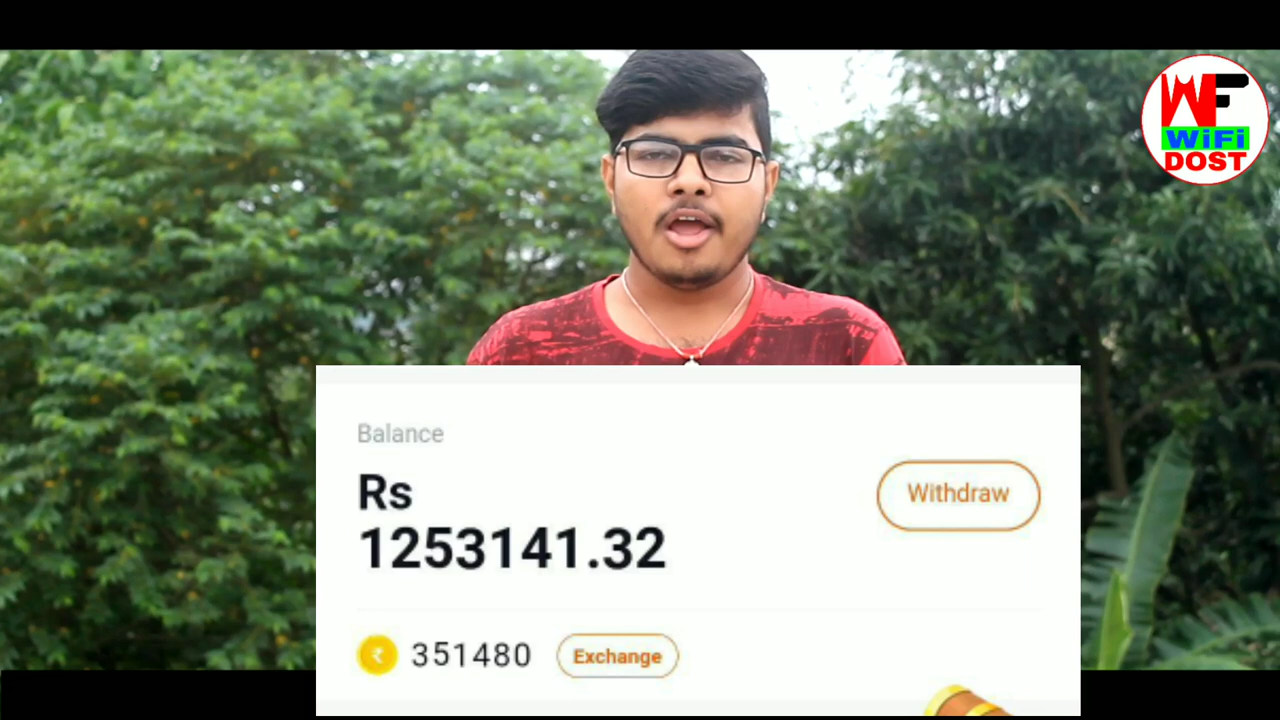 WF
WiFi
DOST
Balance
Rs
1253141.32
Withdraw
351480
Exchange